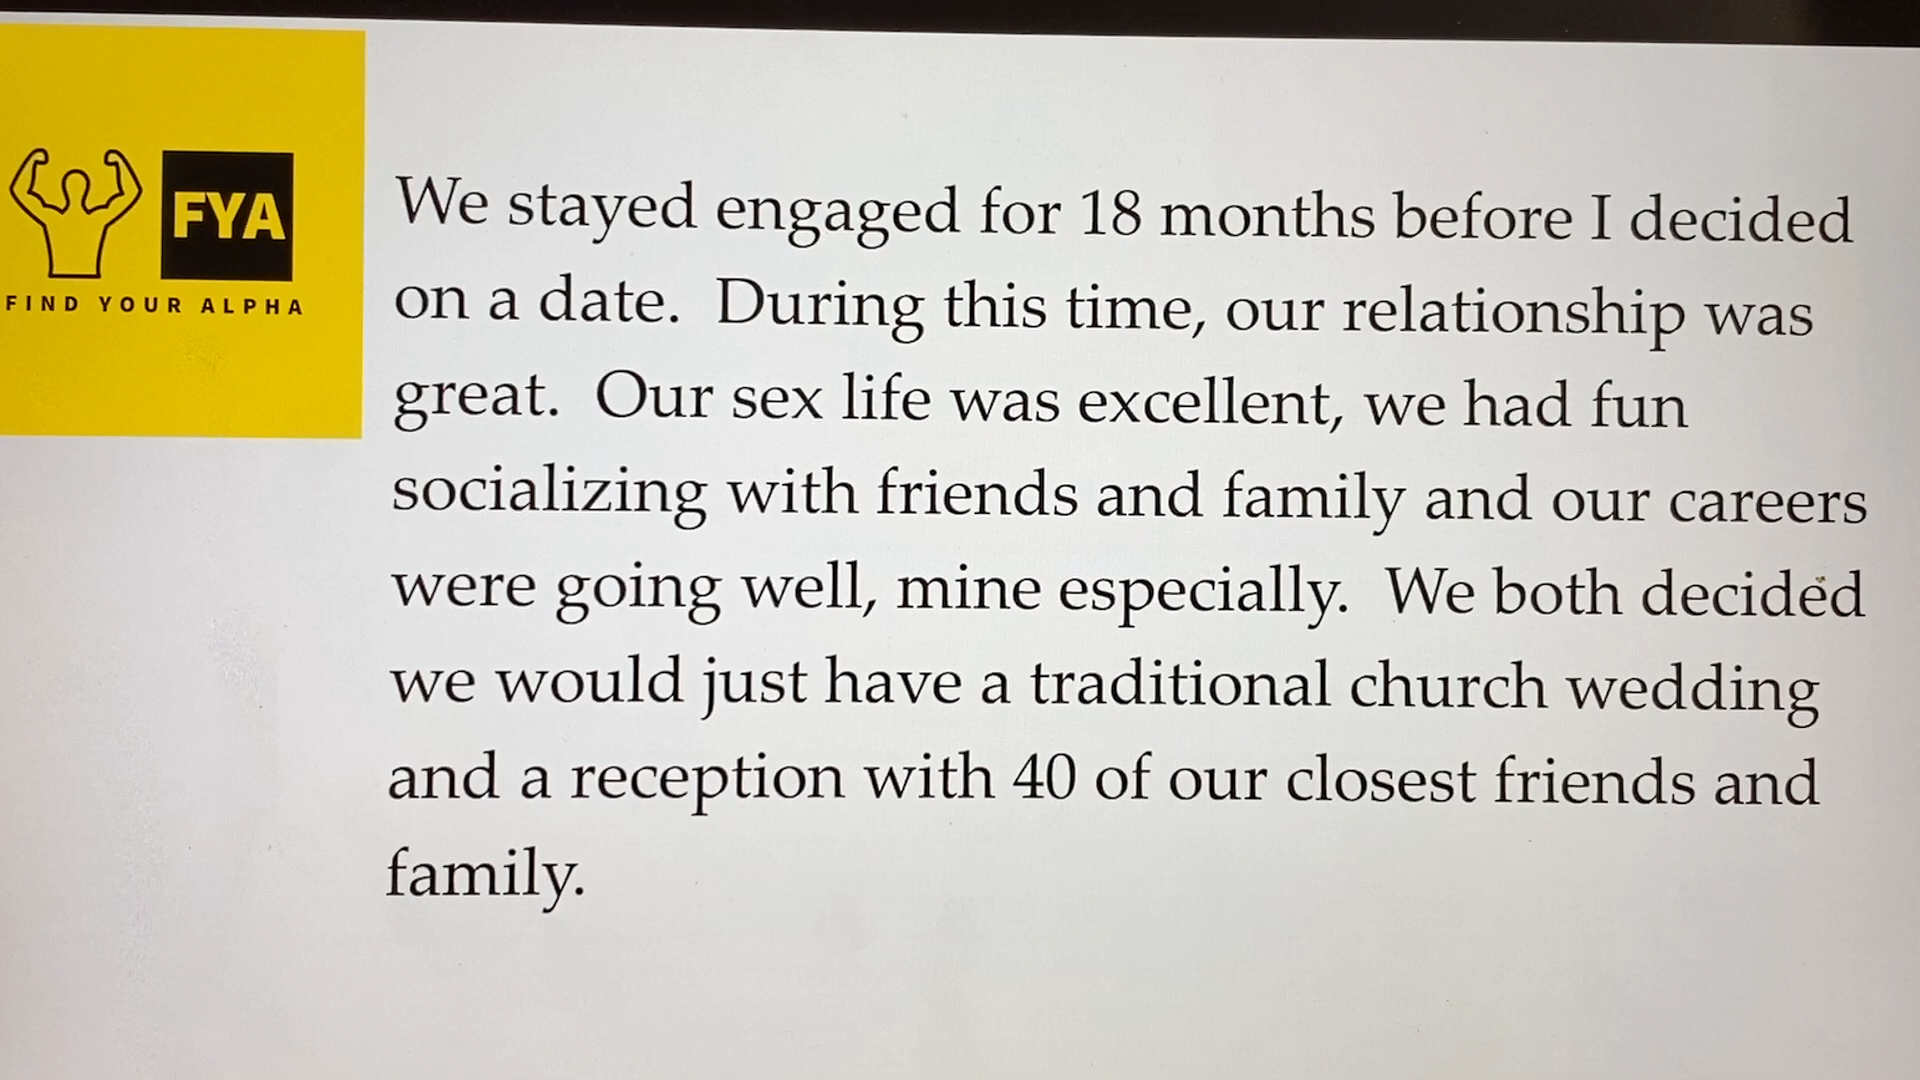 FYA
FIND YOUR ALPHA
We stayed engaged for 18 months before I decided
on a date.  During this time, our relationship was
great.  Our sex life was excellent, we had fun
socializing with friends and family and our careers
were going well, mine especially.  We both decided
we would just have a traditional church wedding
and a reception with 40 of our closest friends and
family.